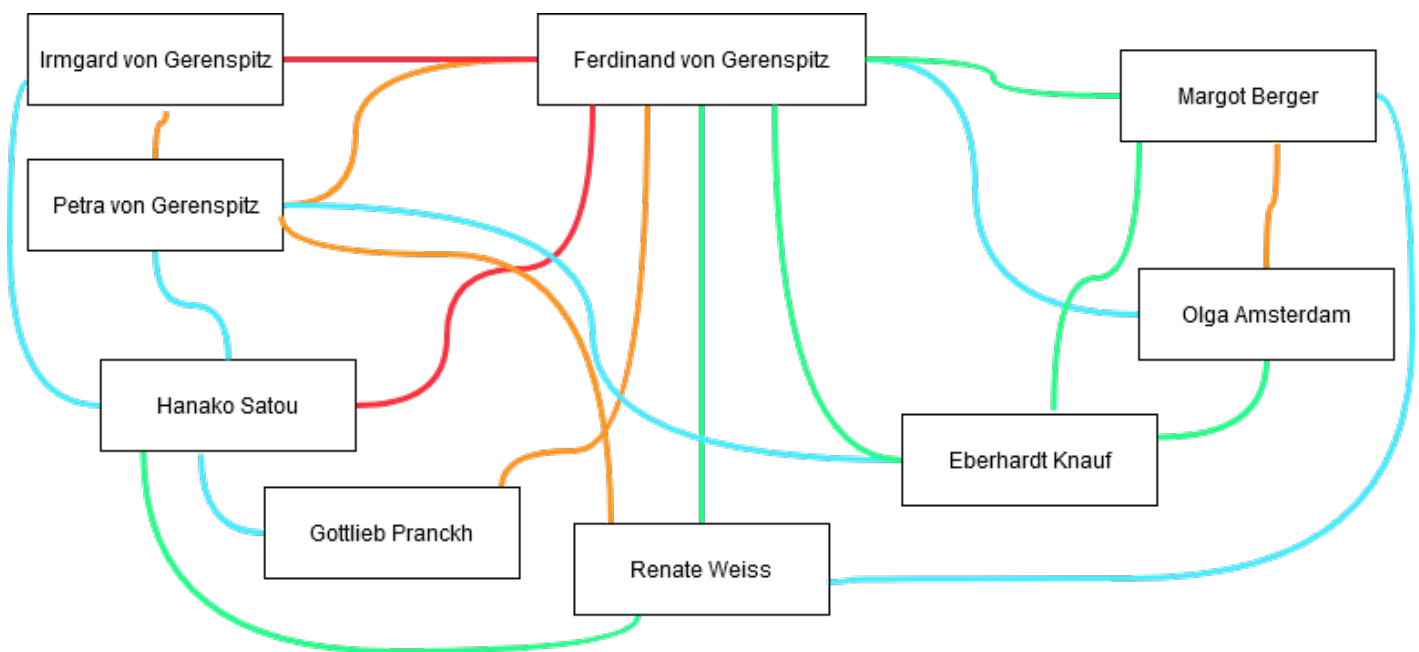 Irmgard von Gerenspitz
Ferdinand von Gerenspitz
Margot Berger
Petra von Gerenspitz
Olga Amsterdam
Hanako Satou
Eberhardt Knauf
Gottlieb Pranckh
Renate Weiss